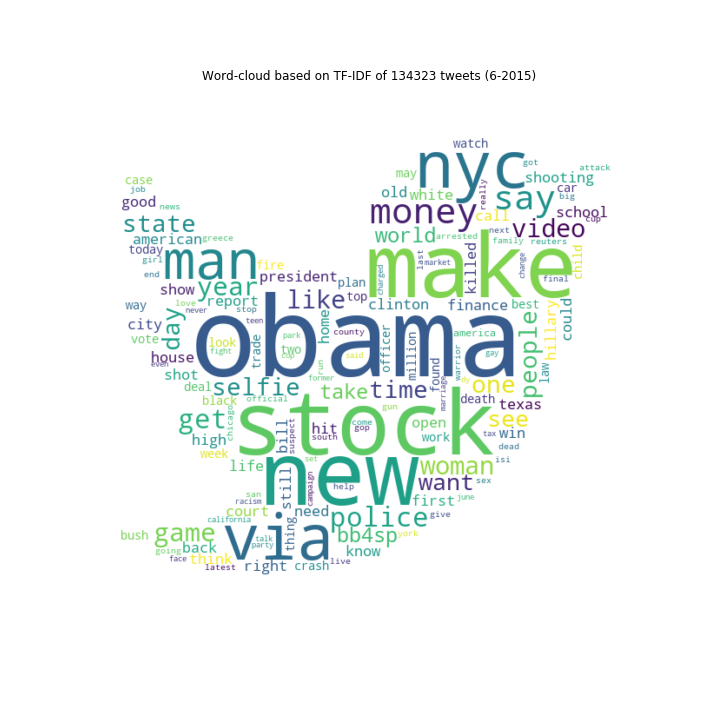 Word-cloud based on TF-IDF of 134323 tweets (6-2015)
watch
nyc
got
attack
case
may
shooting
job
old
white
really
say
car
big
good
news
money
call
school
cup
state
video
american
greece
world
arrested
next
family
reuters
today
man
last
make
killed
change
child
girl
fire
market
end
president
plan
charged
final
show
year
like
top
clinton
finance
best
hillary
could
way
love
report
never
stop
obama
city
day
teen
home
county
america
people
vote
look
trade
park
officer
million
house
fight
two
cup
said
warrior
gay
law
even
run
found
shot
selfie
former
take
time
marriage
dy
one
deal
black
official
stock
death
texas
get
chicago
gun
see
high
bill
suspect
hit
south
come
gop
open
work
tax
win
week
new
dead
life
still
set
woman
isi
san
campaign
help
want
sex
racism
court
need
first
june
california
police
give
bush
game
via
thing
bb4sp
york
back
talk
party
know
going
think
face
latest
right
crash
live